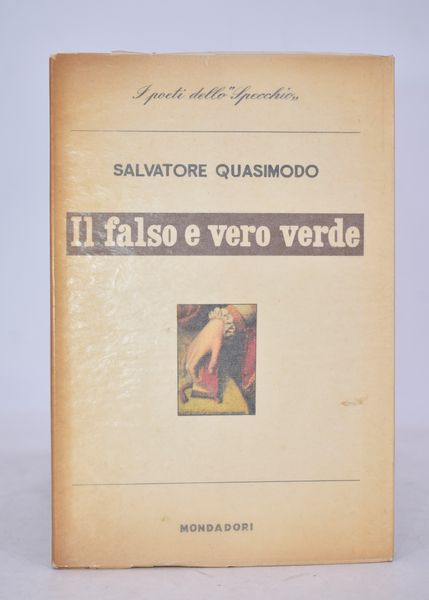 I poeti dello "Specchio„
SALVATORE QUASIMODO
Il falso e vero verde
MONDADORI